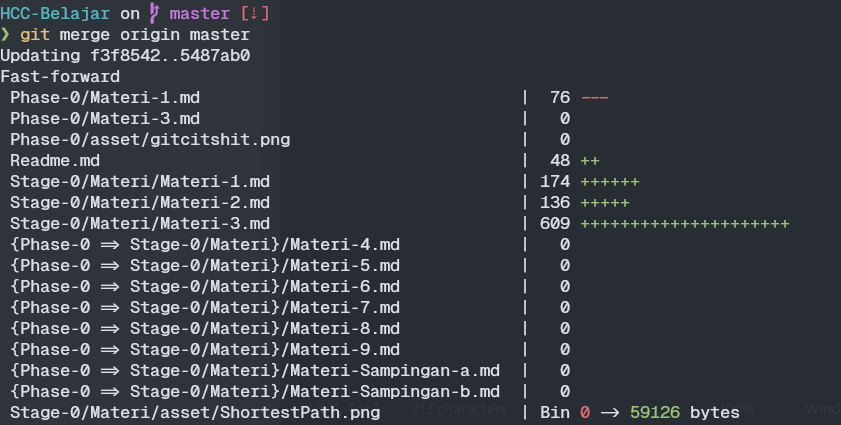 HCC-Belajar on master [⇣]
❯ git merge origin master
Updating f3f8542..5487ab0
Fast-forward
Phase-0/Materi-1.md | 76 ---
Phase-0/Materi-3.md | 0
Phase-0/asset/gitcitshit.png | 0
Readme.md | 48 ++
Stage-0/Materi/Materi-1.md | 174 ++++++
Stage-0/Materi/Materi-2.md | 136 +++++
Stage-0/Materi/Materi-3.md | 609 +++++++++++++++++++++
{Phase-0 => Stage-0/Materi}/Materi-4.md | 0
{Phase-0 => Stage-0/Materi}/Materi-5.md | 0
{Phase-0 => Stage-0/Materi}/Materi-6.md | 0
{Phase-0 => Stage-0/Materi}/Materi-7.md | 0
{Phase-0 => Stage-0/Materi}/Materi-8.md | 0
{Phase-0 => Stage-0/Materi}/Materi-9.md | 0
{Phase-0 => Stage-0/Materi}/Materi-Sampingan-a.md | 0
{Phase-0 => Stage-0/Materi}/Materi-Sampingan-b.md | 0
Stage-0/Materi/asset/ShortestPath.png | Bin 0 -> 59126 bytes
213 characters